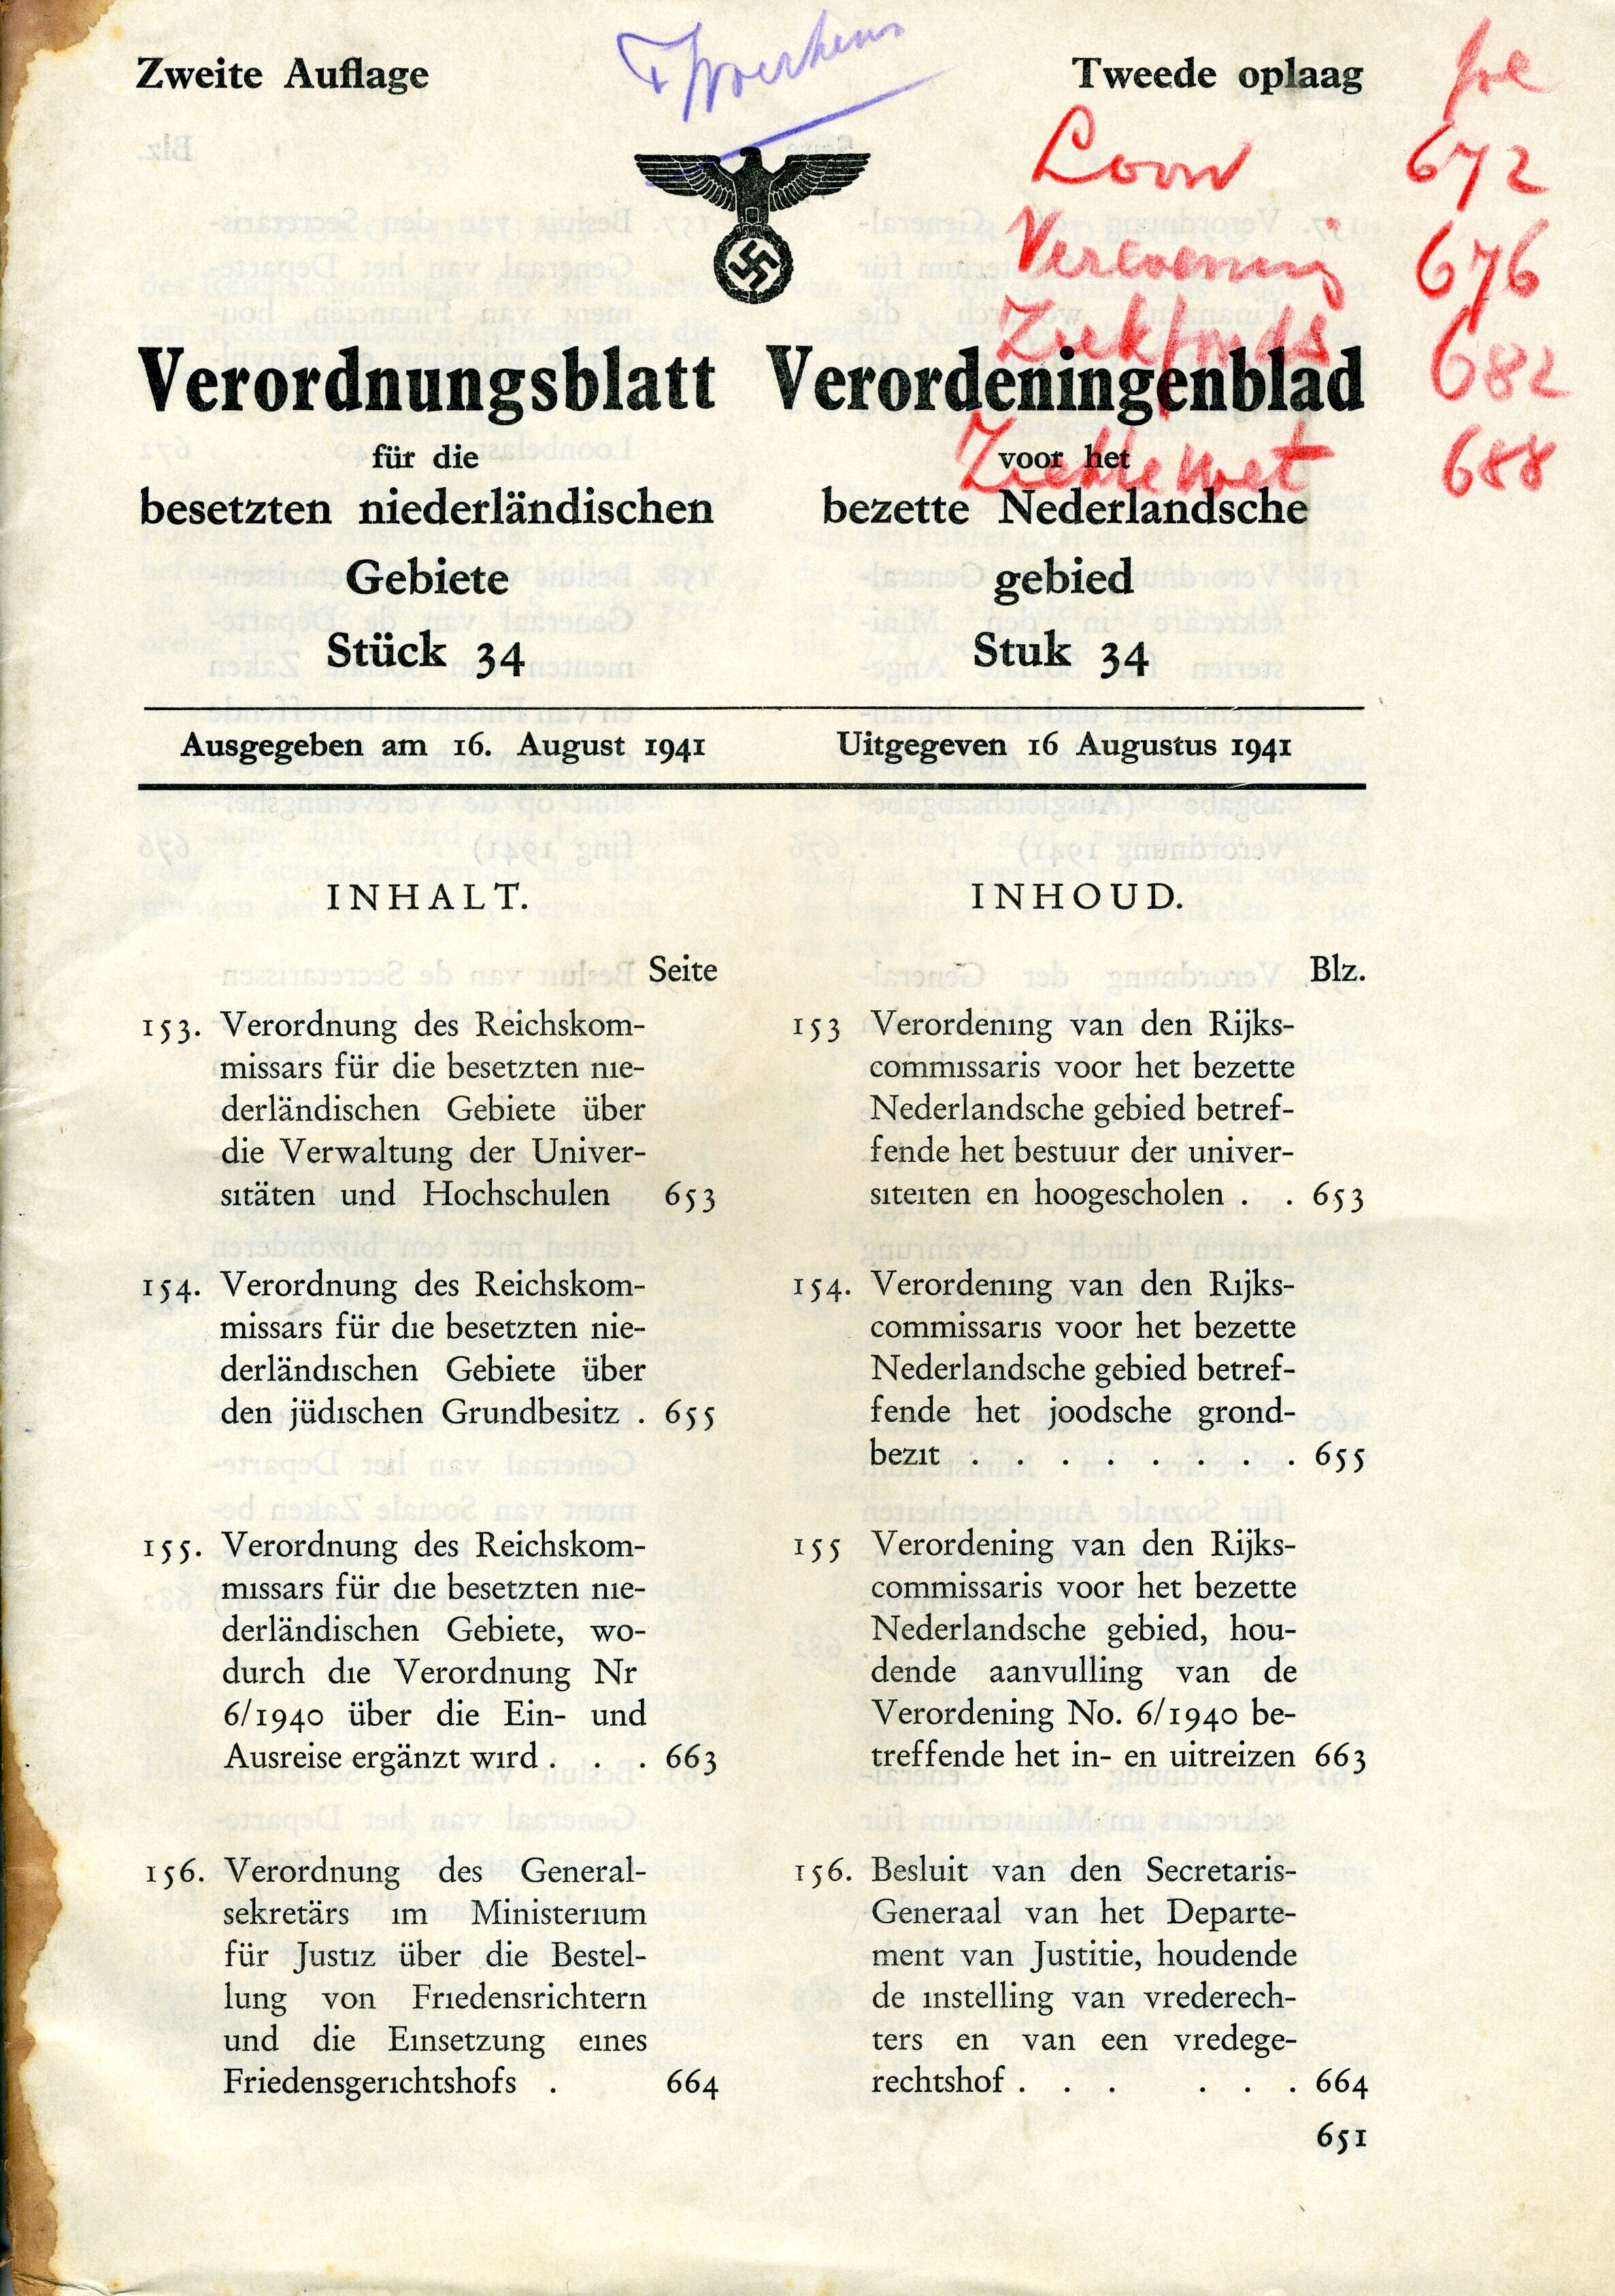 Zweite Auflage
Tweede oplaag
Loon 672
Verevening 676
Ziekfonds 682
Ziektewet 688
Verordnungsblatt
für die
besetzten niederländischen
Gebiete
Stück 34
Verordeningenblad
voor het
bezette Nederlandsche
gebied
Stuk 34
Ausgegeben am 16. August 1941
Uitgegeven 16 Augustus 1941
INHALT.
Seite
153. Verordnung des Reichskom-
missars für die besetzten nie-
derländischen Gebiete über
die Verwaltung der Univer-
sitäten und Hochschulen 653
154. Verordnung des Reichskom-
missars für die besetzten nie-
derländischen Gebiete über
den jüdischen Grundbesitz . 655
155. Verordnung des Reichskom-
missars für die besetzten nie-
derländischen Gebiete, wo-
durch die Verordnung Nr
6/1940 über die Ein- und
Ausreise ergänzt wird . . . 663
156. Verordnung des General-
sekretärs im Ministerium
für Justiz über die Bestel-
lung von Friedensrichtern
und die Einsetzung eines
Friedensgerichtshofs . 664
INHOUD.
Blz.
153 Verordening van den Rijks-
commissaris voor het bezette
Nederlandsche gebied betref-
fende het bestuur der univer-
siteiten en hoogescholen . . 653
154. Verordening van den Rijks-
commissaris voor het bezette
Nederlandsche gebied betref-
fende het joodsche grond-
bezit . . . . . . . . . 655
155 Verordening van den Rijks-
commissaris voor het bezette
Nederlandsche gebied, hou-
dende aanvulling van de
Verordening No. 6/1940 be-
treffende het in- en uitreizen 663
156. Besluit van den Secretaris-
Generaal van het Departe-
ment van Justitie, houdende
de instelling van vrederech-
ters en van een vredege-
rechtshof . . . . . . 664
651